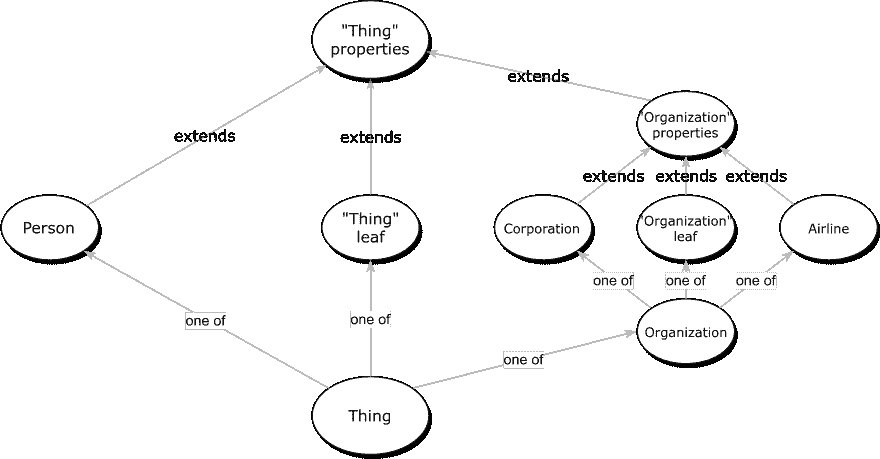 "Thing"
properties
extends
"Organization"
properties
extends
extends
extends
extends
extends
Person
"Thing"
leaf
Corporation
"Organization"
leaf
Airline
one of
one of
one of
one of
one of
Organization
one of
Thing